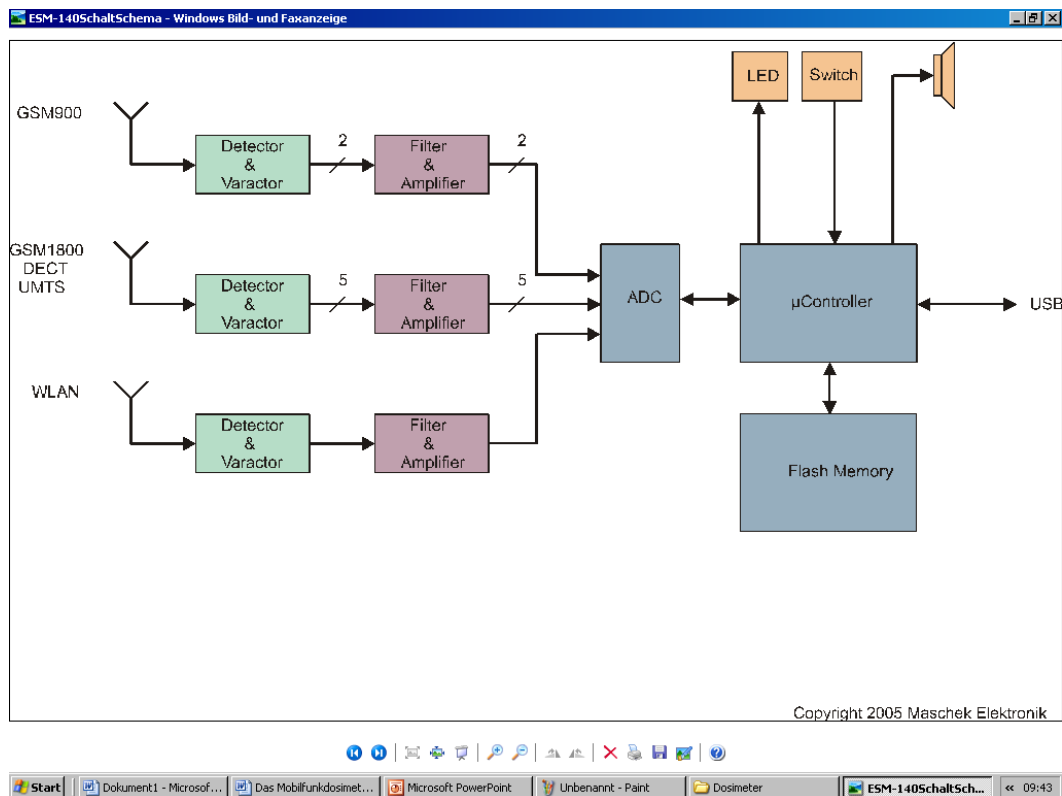 ESM-140SchaltSchema - Windows Bild- und Faxanzeige
LED
Switch
GSM900
Detector
&
Varactor
2
Filter
&
Amplifier
2
GSM1800
DECT
UMTS
Detector
&
Varactor
5
Filter
&
Amplifier
5
ADC
µController
USB
WLAN
Detector
&
Varactor
Filter
&
Amplifier
Flash Memory
Copyright 2005 Maschek Elektronik
Start
Dokument1 - Microsof...
Das Mobilfunkdosimet...
Microsoft PowerPoint
Unbenannt - Paint
Dosimeter
ESM-140SchaltSch...
« 09:43